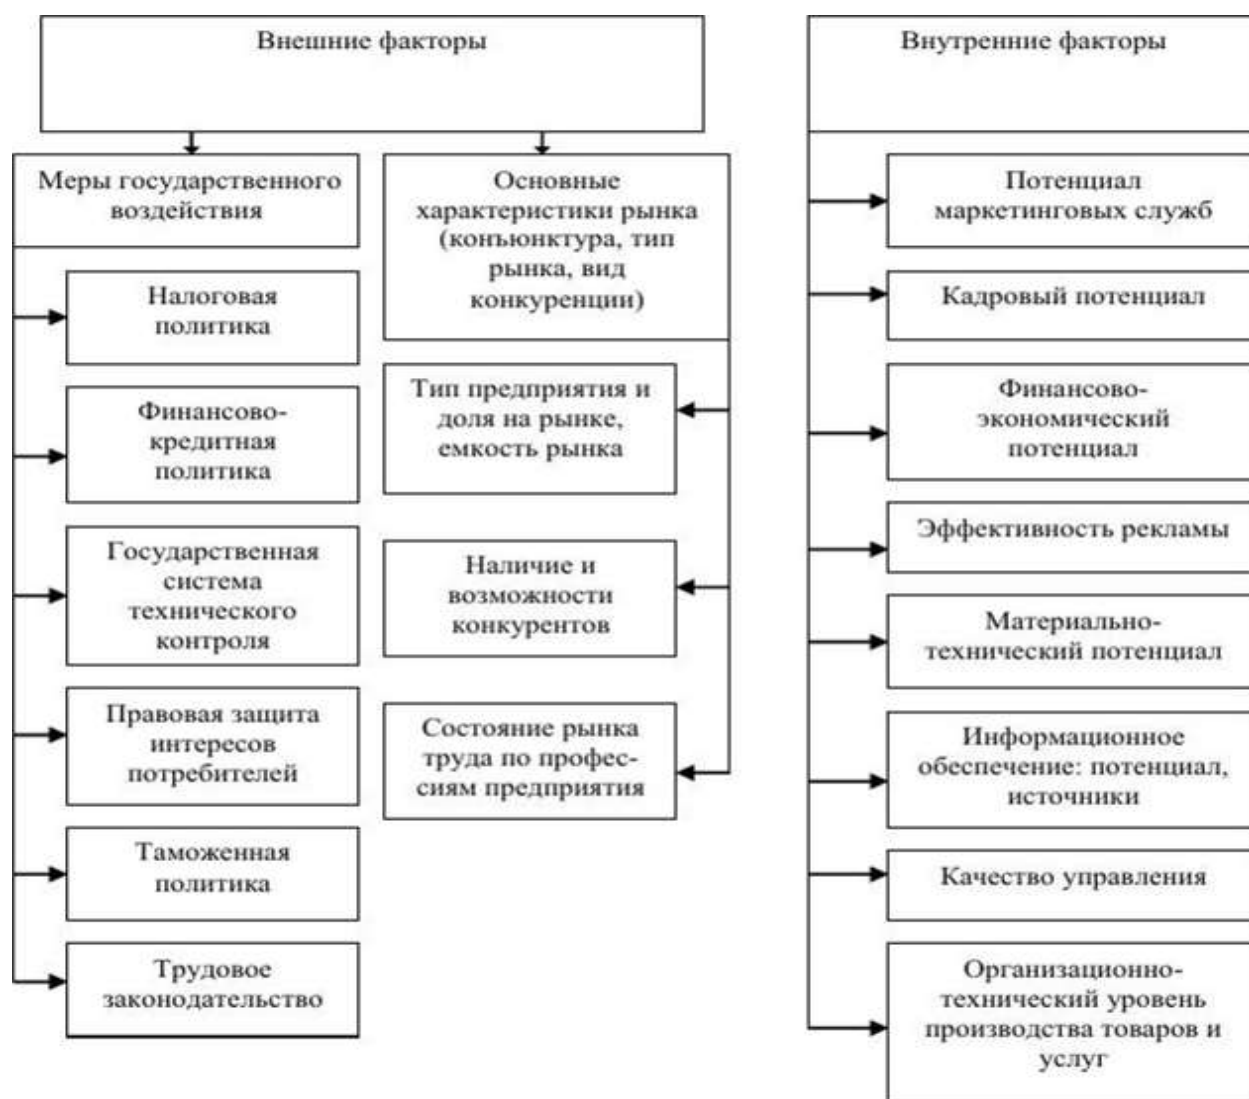 Внешние факторы
Меры государственного
воздействия
Налоговая
политика
Финансово-
кредитная
политика
Государственная
система
технического
контроля
Правовая защита
интересов
потребителей
Таможенная
политика
Трудовое
законодательство
Основные
характеристики рынка
(конъюнктура, тип
рынка, вид
конкуренции)
Тип предприятия и
доля на рынке,
емкость рынка
Наличие и
возможности
конкурентов
Состояние рынка
труда по профес-
сиям предприятия
Внутренние факторы
Потенциал
маркетинговых служб
Кадровый потенциал
Финансово-
экономический
потенциал
Эффективность рекламы
Материально-
технический потенциал
Информационное
обеспечение: потенциал,
источники
Качество управления
Организационно-
технический уровень
производства товаров и
услуг